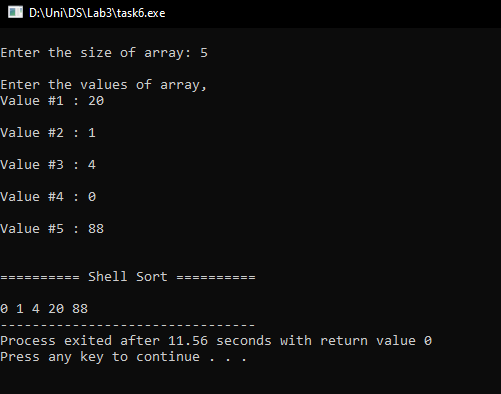 D:\Uni\DS\Lab3\task6.exe
Enter the size of array: 5
Enter the values of array,
Value #1 : 20
Value #2 : 1
Value #3 : 4
Value #4 : 0
Value #5 : 88
========== Shell Sort ==========
0 1 4 20 88
--------------------------------
Process exited after 11.56 seconds with return value 0
Press any key to continue . . .